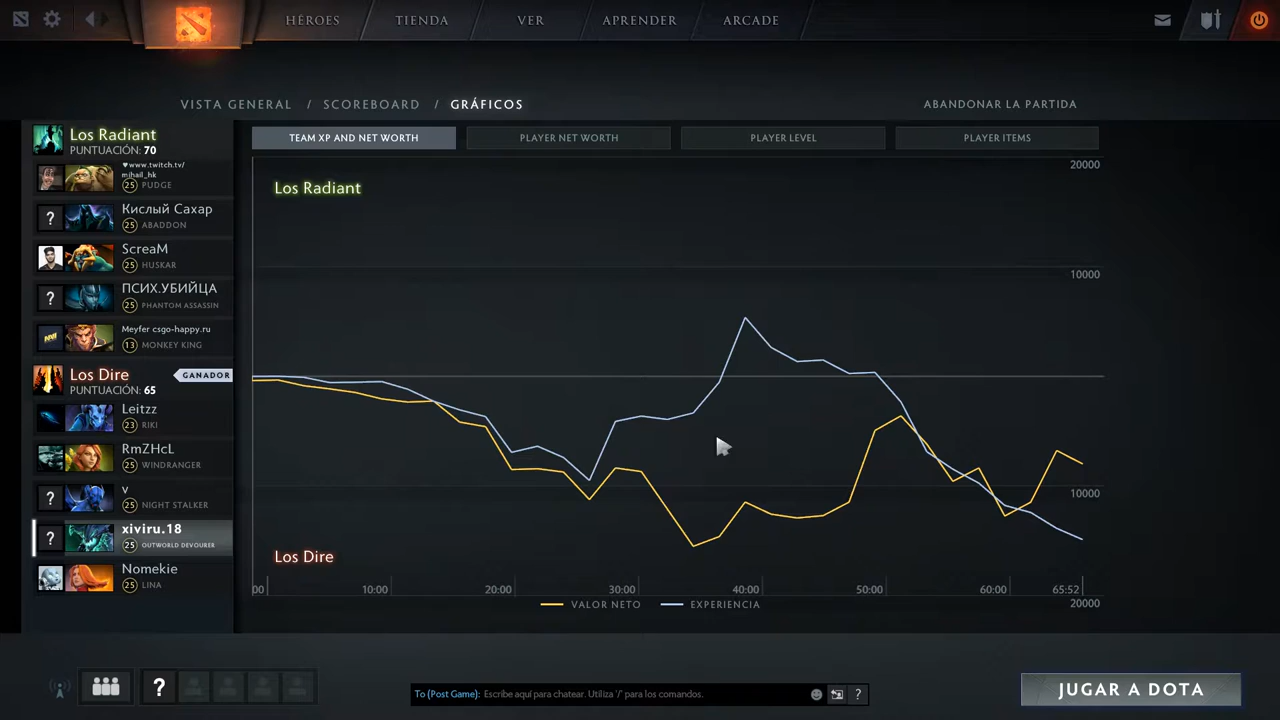 HÉROES TIENDA VER APRENDER ARCADE
VISTA GENERAL / SCOREBOARD / GRÁFICOS
ABANDONAR LA PARTIDA
TEAM XP AND NET WORTH PLAYER NET WORTH PLAYER LEVEL PLAYER ITEMS
Los Radiant
PUNTUACIÓN: 70
♥www.twitch.tv/
mihail_hk
25 PUDGE
Кислый Сахар
25 ABADDON
ScreaM
25 HUSKAR
ПСИХ.УБИЙЦА
25 PHANTOM ASSASSIN
Meyfer csgo-happy.ru
13 MONKEY KING
Los Dire
GANADOR
PUNTUACIÓN: 65
Leitzz
23 RIKI
RmZHcL
25 WINDRANGER
v
25 NIGHT STALKER
? xiviru.18
25 OUTWORLD DEVOURER
Nomekie
25 LINA
Los Radiant
20000
10000
10000
Los Dire
00 10:00 20:00 30:00 40:00 50:00 60:00 65:52
20000
VALOR NETO EXPERIENCIA
?
To (Post Game): Escribe aquí para chatear. Utiliza '/' para los comandos.
?
JUGAR A DOTA